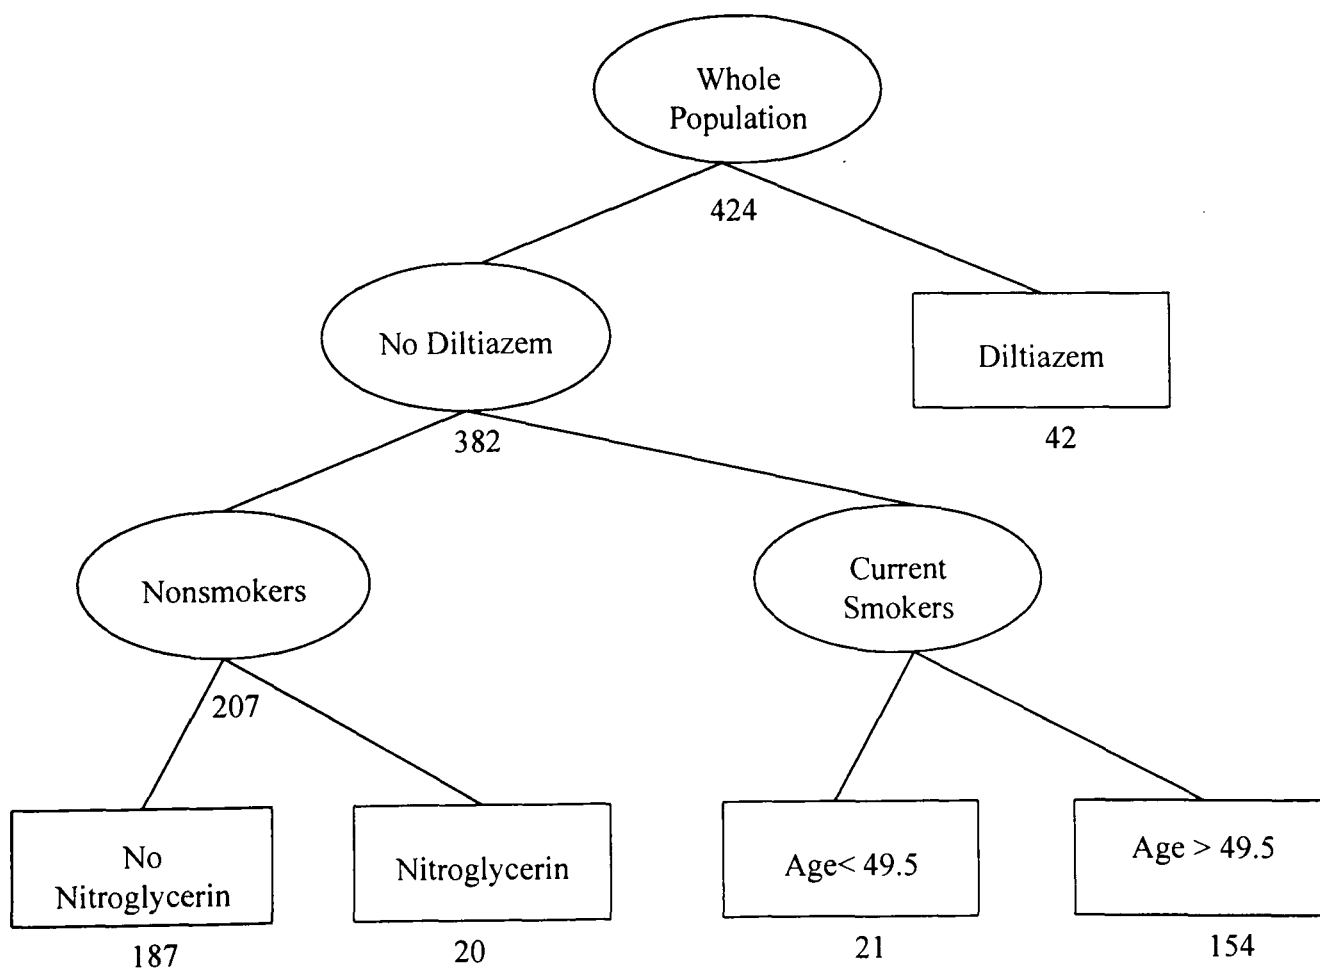 Whole
Population
424
No Diltiazem
Diltiazem
382
42
Nonsmokers
Current
Smokers
207
No
Nitroglycerin
Nitroglycerin
Age< 49.5
Age > 49.5
187
20
21
154